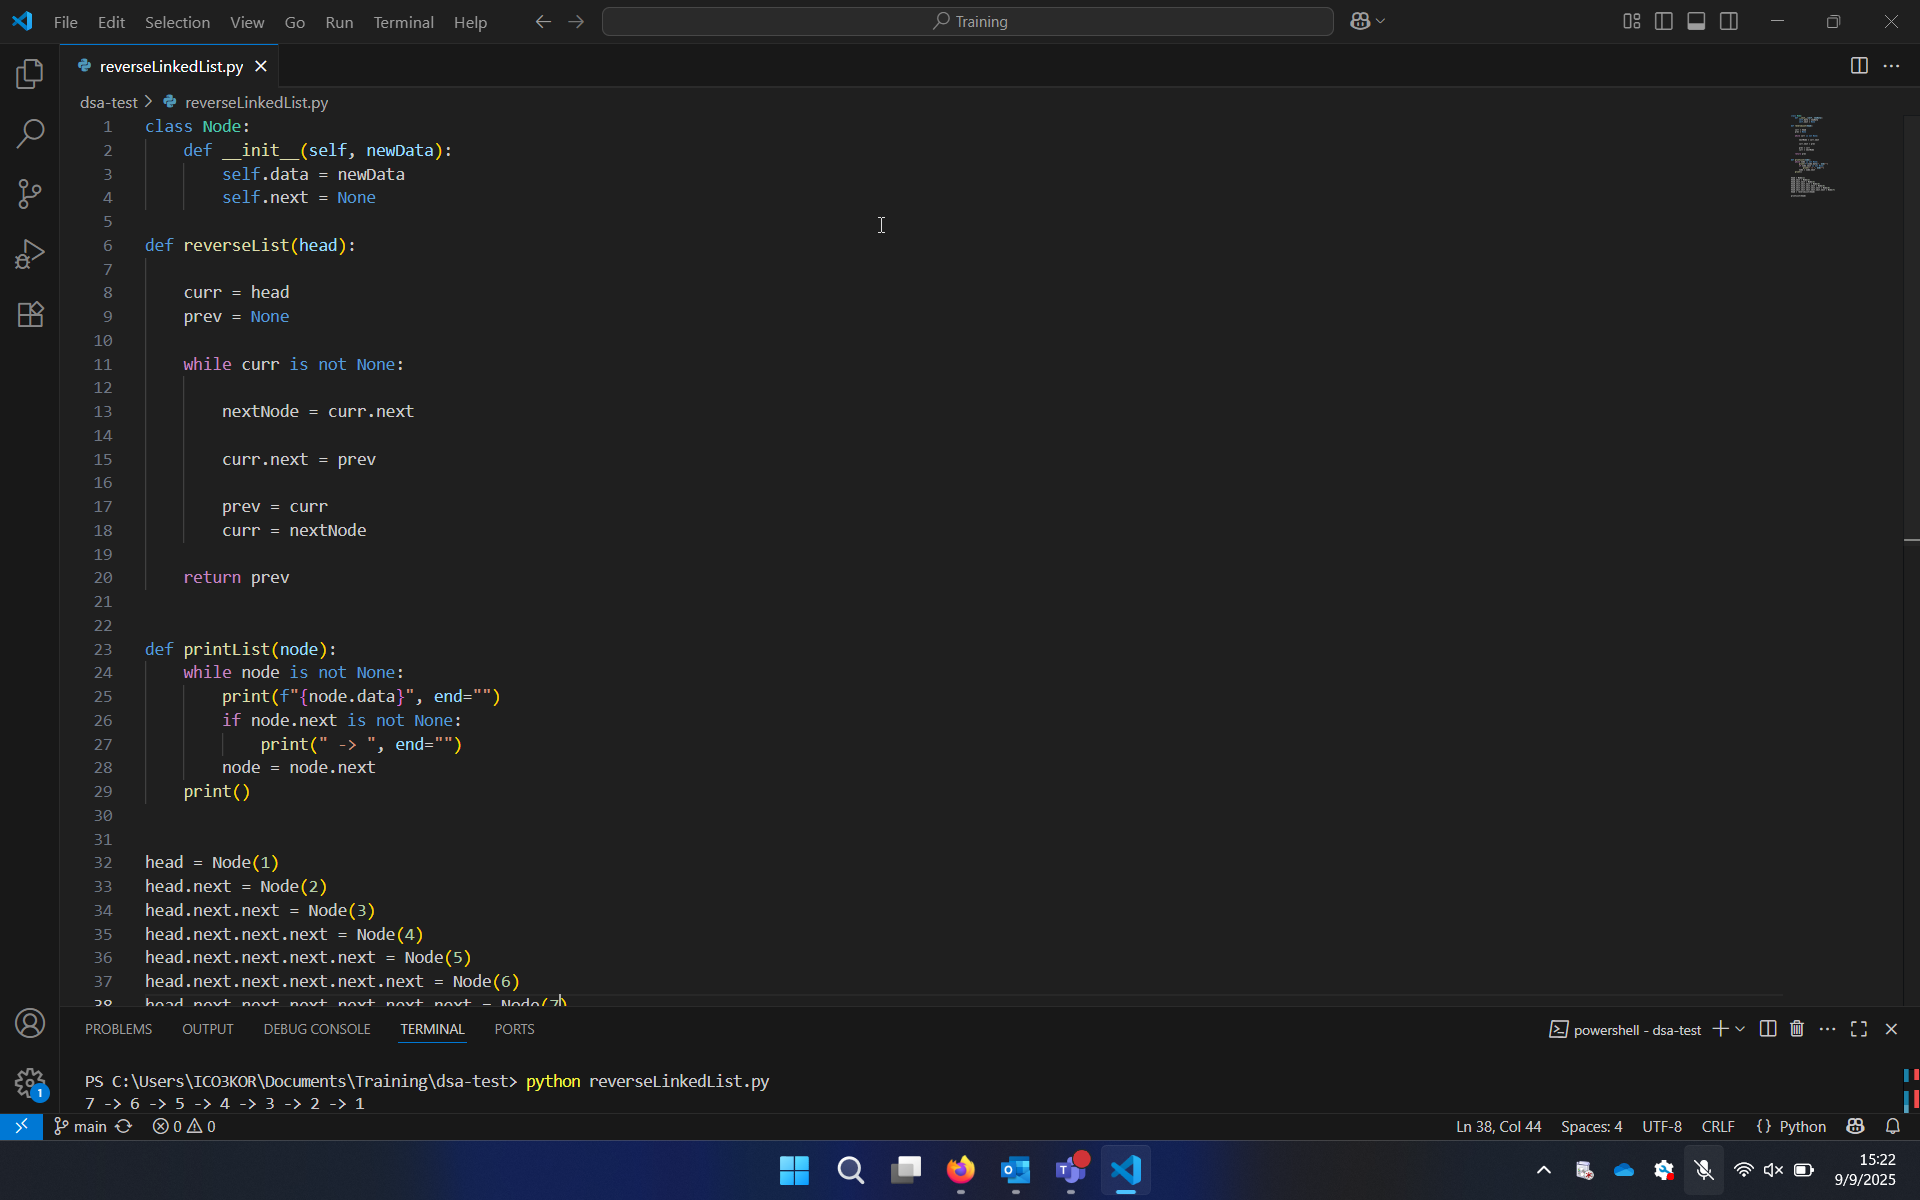 File Edit Selection View Go Run Terminal Help Training
reverseLinkedList.py
dsa-test > reverseLinkedList.py
1 class Node:
2     def __init__(self, newData):
3         self.data = newData
4         self.next = None
5
6 def reverseList(head):
7
8     curr = head
9     prev = None
10
11     while curr is not None:
12
13         nextNode = curr.next
14
15         curr.next = prev
16
17         prev = curr
18         curr = nextNode
19
20     return prev
21
22
23 def printList(node):
24     while node is not None:
25         print(f"{node.data}", end="")
26         if node.next is not None:
27             print(" -> ", end="")
28         node = node.next
29     print()
30
31
32 head = Node(1)
33 head.next = Node(2)
34 head.next.next = Node(3)
35 head.next.next.next = Node(4)
36 head.next.next.next.next = Node(5)
37 head.next.next.next.next.next = Node(6)
38 head.next.next.next.next.next.next = Node(7)
PROBLEMS OUTPUT DEBUG CONSOLE TERMINAL PORTS powershell - dsa-test
PS C:\Users\ICO3KOR\Documents\Training\dsa-test> python reverseLinkedList.py
7 -> 6 -> 5 -> 4 -> 3 -> 2 -> 1
1
main 0 0 Ln 38, Col 44 Spaces: 4 UTF-8 CRLF {} Python
15:22
9/9/2025